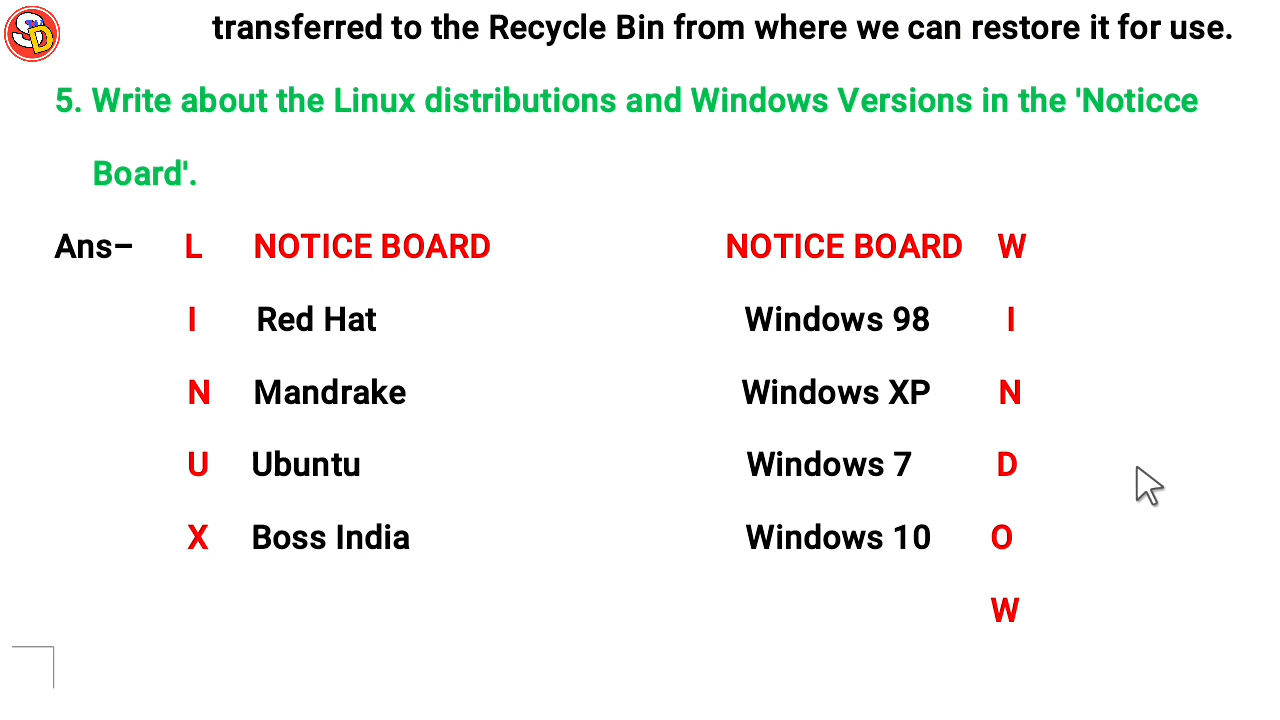 transferred to the Recycle Bin from where we can restore it for use.
5. Write about the Linux distributions and Windows Versions in the 'Noticce
Board'.
Ans– L NOTICE BOARD NOTICE BOARD W
I Red Hat Windows 98 I
N Mandrake Windows XP N
U Ubuntu Windows 7 D
X Boss India Windows 10 O
W